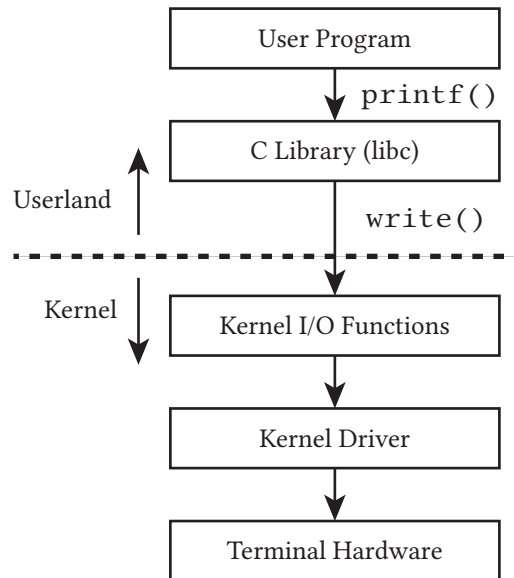 User Program
printf()
C Library (libc)
Userland
write()
Kernel
Kernel I/O Functions
Kernel Driver
Terminal Hardware